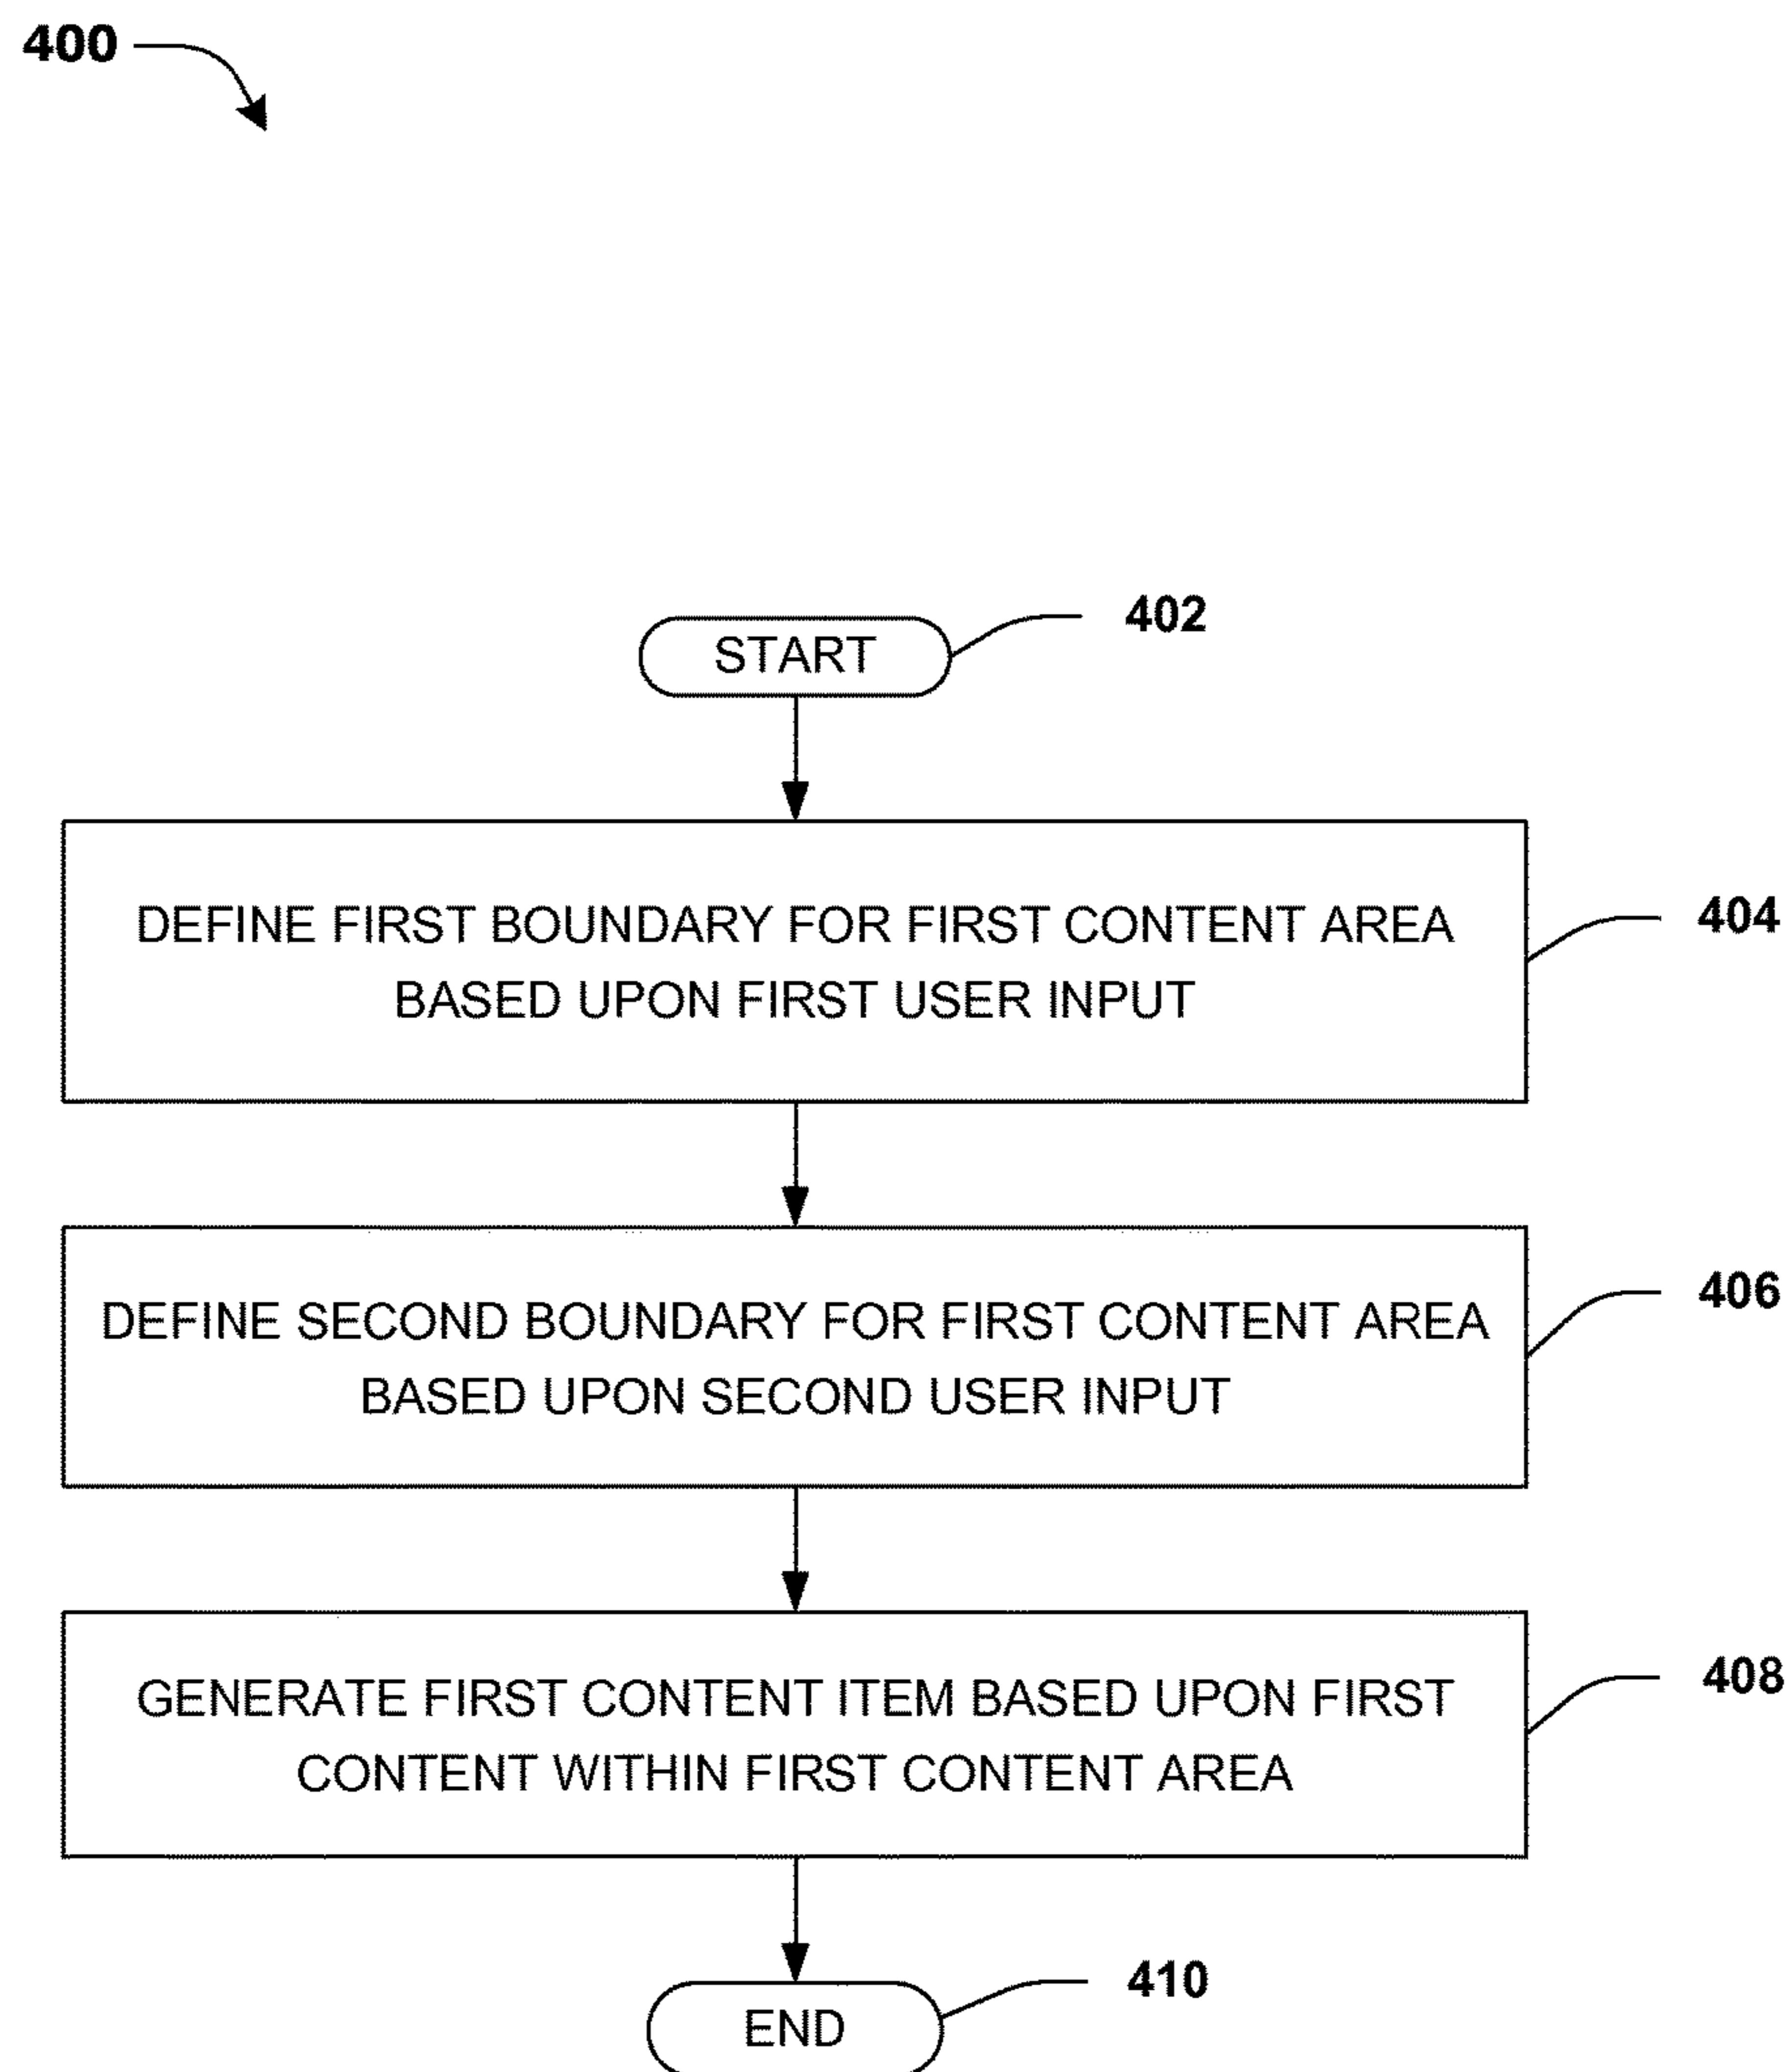 400
START
402
DEFINE FIRST BOUNDARY FOR FIRST CONTENT AREA
BASED UPON FIRST USER INPUT
404
DEFINE SECOND BOUNDARY FOR FIRST CONTENT AREA
BASED UPON SECOND USER INPUT
406
GENERATE FIRST CONTENT ITEM BASED UPON FIRST
CONTENT WITHIN FIRST CONTENT AREA
408
END
410